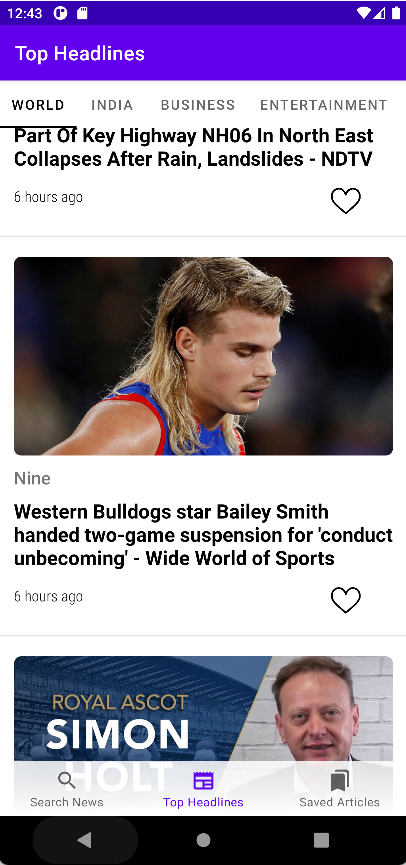 12:43
Top Headlines
WORLD INDIA BUSINESS ENTERTAINMENT
Part Of Key Highway NH06 In North East
Collapses After Rain, Landslides - NDTV
6 hours ago
Nine
Western Bulldogs star Bailey Smith
handed two-game suspension for 'conduct
unbecoming' - Wide World of Sports
6 hours ago
ROYAL ASCOT
SIMON
HOLT
Search News Top Headlines Saved Articles